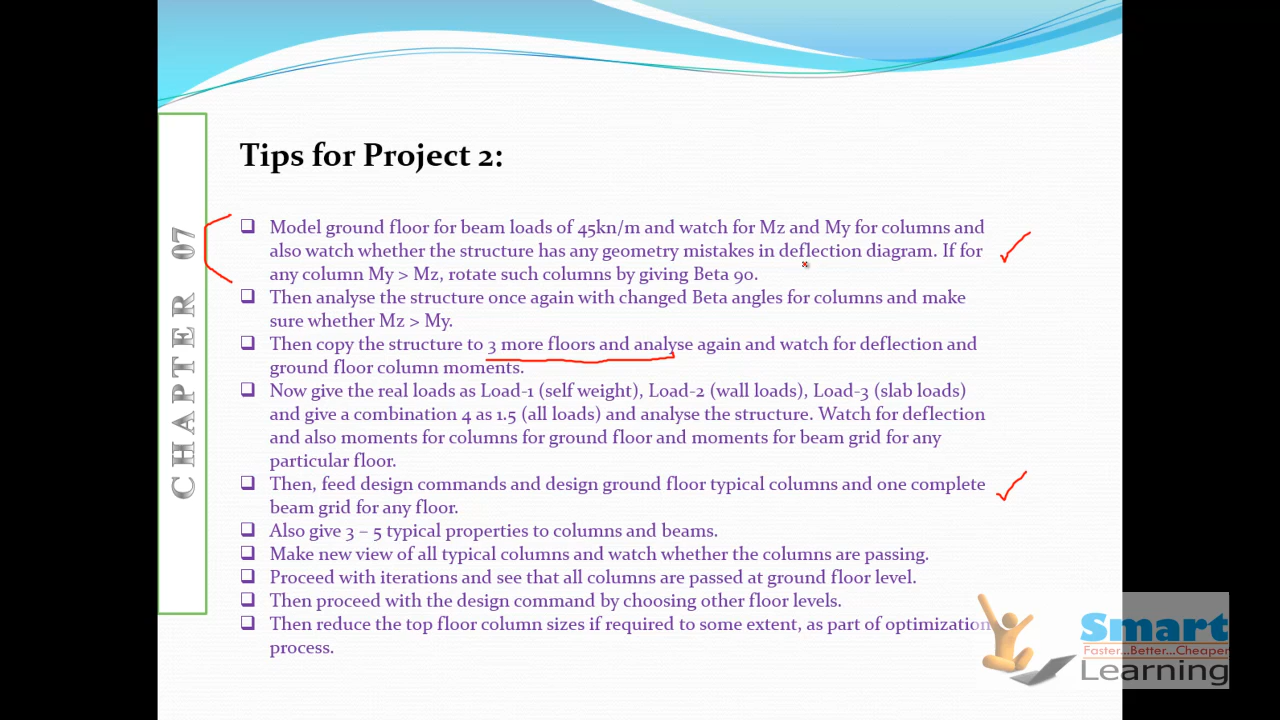 Tips for Project 2:
Model ground floor for beam loads of 45kn/m and watch for Mz and My for columns and
also watch whether the structure has any geometry mistakes in deflection diagram. If for
any column My > Mz, rotate such columns by giving Beta 90.
Then analyse the structure once again with changed Beta angles for columns and make
sure whether Mz > My.
Then copy the structure to 3 more floors and analyse again and watch for deflection and
ground floor column moments.
Now give the real loads as Load-1 (self weight), Load-2 (wall loads), Load-3 (slab loads)
and give a combination 4 as 1.5 (all loads) and analyse the structure. Watch for deflection
and also moments for columns for ground floor and moments for beam grid for any
particular floor.
Then, feed design commands and design ground floor typical columns and one complete
beam grid for any floor.
Also give 3 – 5 typical properties to columns and beams.
Make new view of all typical columns and watch whether the columns are passing.
Proceed with iterations and see that all columns are passed at ground floor level.
Then proceed with the design command by choosing other floor levels.
Then reduce the top floor column sizes if required to some extent, as part of optimization
process.
CHAPTER 07
Smart
Faster...Better...Cheaper
Learning